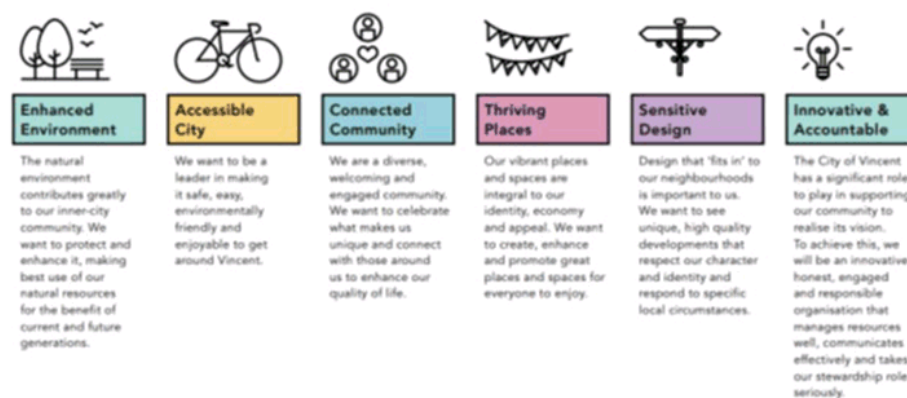 Enhanced
Environment
The natural
environment
contributes greatly
to our inner-city
community. We
want to protect and
enhance it, making
best use of our
natural resources
for the benefit of
current and future
generations.
Accessible
City
We want to be a
leader in making
it safe, easy,
environmentally
friendly and
enjoyable to get
around Vincent.
Connected
Community
We are a diverse,
welcoming and
engaged community.
We want to celebrate
what makes us
unique and connect
with those around
us to enhance our
quality of life.
Thriving
Places
Our vibrant places
and spaces are
integral to our
identity, economy
and appeal. We want
to create, enhance
and promote great
places and spaces for
everyone to enjoy.
Sensitive
Design
Design that 'fits in' to
our neighbourhoods
is important to us.
We want to see
unique, high quality
developments that
respect our character
and identity and
respond to specific
local circumstances.
Innovative &
Accountable
The City of Vincent
has a significant role
to play in supporting
our community to
realise its vision.
To achieve this, we
will be an innovative
honest, engaged
and responsible
organisation that
manages resources
well, communicates
effectively and takes
our stewardship role
seriously.